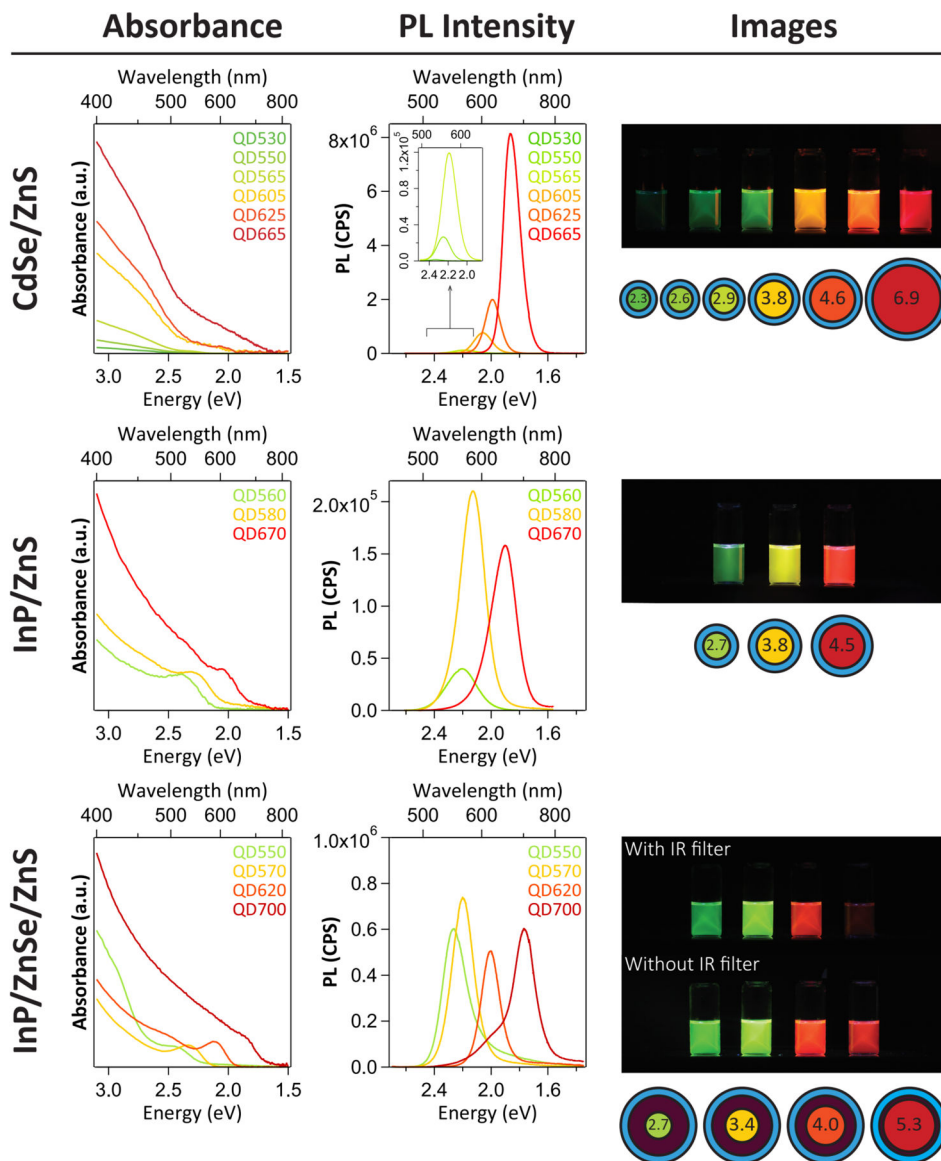 Absorbance PL Intensity Images
CdSe/ZnS
Wavelength (nm)
400 500 600 800
Absorbance (a.u.)
QD530
QD550
QD565
QD605
QD625
QD665
3.0 2.5 2.0 1.5
Energy (eV)
Wavelength (nm)
500 600 800
8x10⁶
6
4
2
0
PL (CPS)
QD530
QD550
QD565
QD605
QD625
QD665
500 600
1.2x10⁵
0.8
0.4
0.0
2.4 2.2 2.0
2.4 2.0 1.6
Energy (eV)
2.3 2.6 2.9 3.8 4.6 6.9
InP/ZnS
Wavelength (nm)
400 500 600 800
Absorbance (a.u.)
QD560
QD580
QD670
3.0 2.5 2.0 1.5
Energy (eV)
Wavelength (nm)
500 600 800
2.0x10⁵
1.5
1.0
0.5
0.0
PL (CPS)
QD560
QD580
QD670
2.4 2.0 1.6
Energy (eV)
2.7 3.8 4.5
InP/ZnSe/ZnS
Wavelength (nm)
400 500 600 800
Absorbance (a.u.)
QD550
QD570
QD620
QD700
3.0 2.5 2.0 1.5
Energy (eV)
Wavelength (nm)
500 600 800
1.0x10⁶
0.8
0.6
0.4
0.2
0.0
PL (CPS)
QD550
QD570
QD620
QD700
2.4 2.0 1.6
Energy (eV)
With IR filter
Without IR filter
2.7 3.4 4.0 5.3